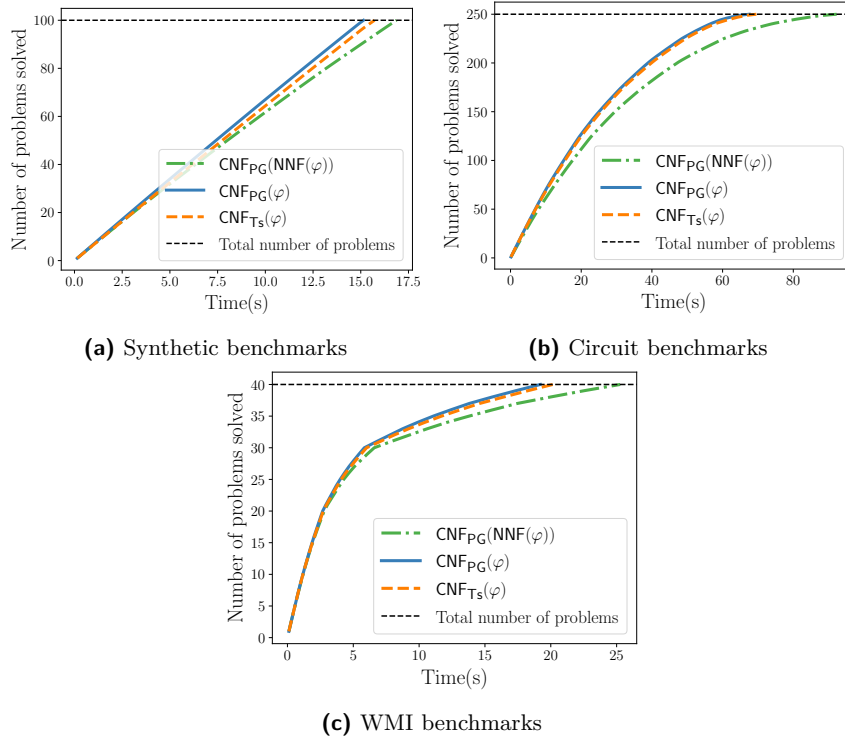 100
80
60
40
20
0
Number of problems solved
CNF_PG(NNF(φ))
CNF_PG(φ)
CNF_Ts(φ)
Total number of problems
0.0 2.5 5.0 7.5 10.0 12.5 15.0 17.5
Time(s)
(a) Synthetic benchmarks
250
200
150
100
50
0
Number of problems solved
CNF_PG(NNF(φ))
CNF_PG(φ)
CNF_Ts(φ)
Total number of problems
0 20 40 60 80
Time(s)
(b) Circuit benchmarks
40
35
30
25
20
15
10
5
0
Number of problems solved
CNF_PG(NNF(φ))
CNF_PG(φ)
CNF_Ts(φ)
Total number of problems
0 5 10 15 20 25
Time(s)
(c) WMI benchmarks